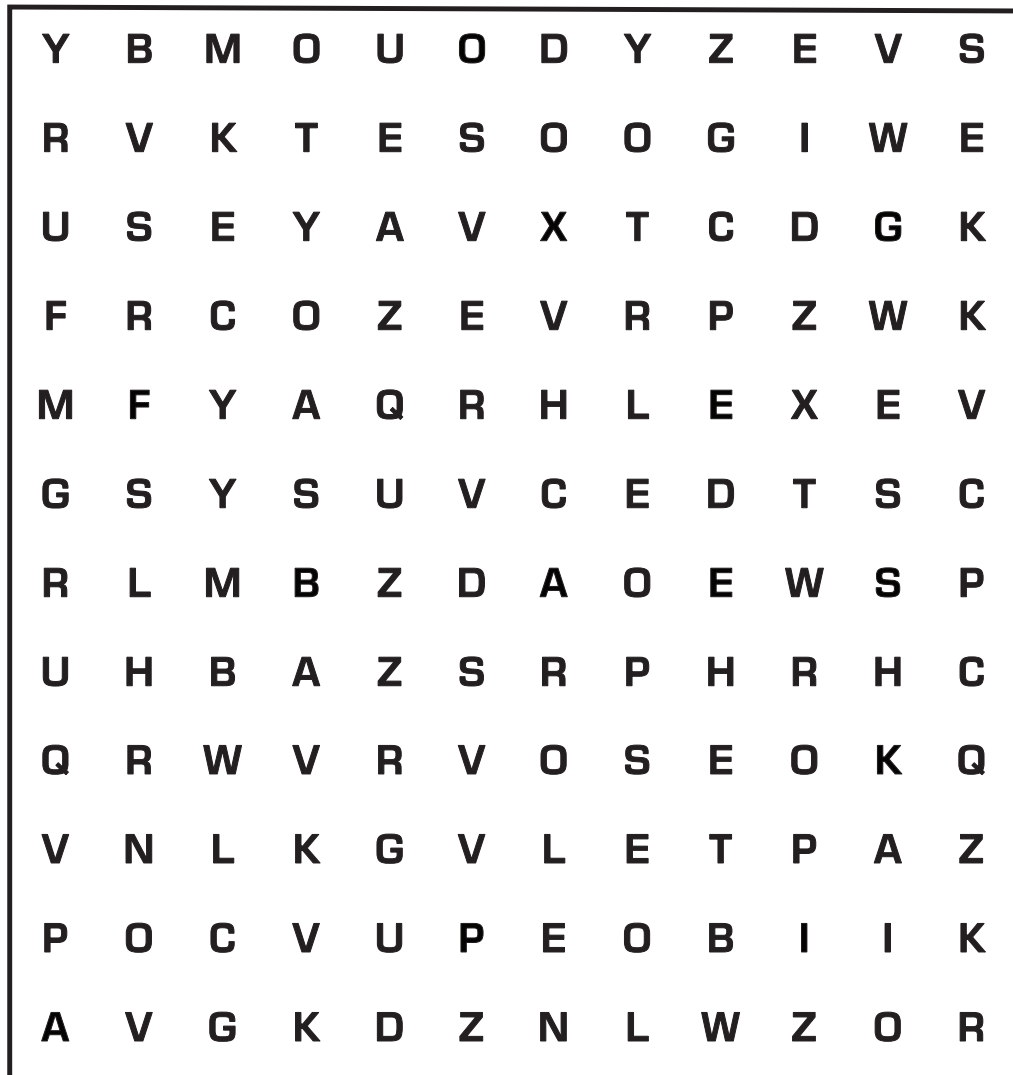 Y B M O U O D Y Z E V S
R V K T E S O O G I W E
U S E Y A V X T C D G K
F R C O Z E V R P Z W K
M F Y A Q R H L E X E V
G S Y S U V C E D T S C
R L M B Z D A O E W S P
U H B A Z S R P H R H C
Q R W V R V O S E O K Q
V N L K G V L E T P A Z
P O C V U P E O B I I K
A V G K D Z N L W Z O R